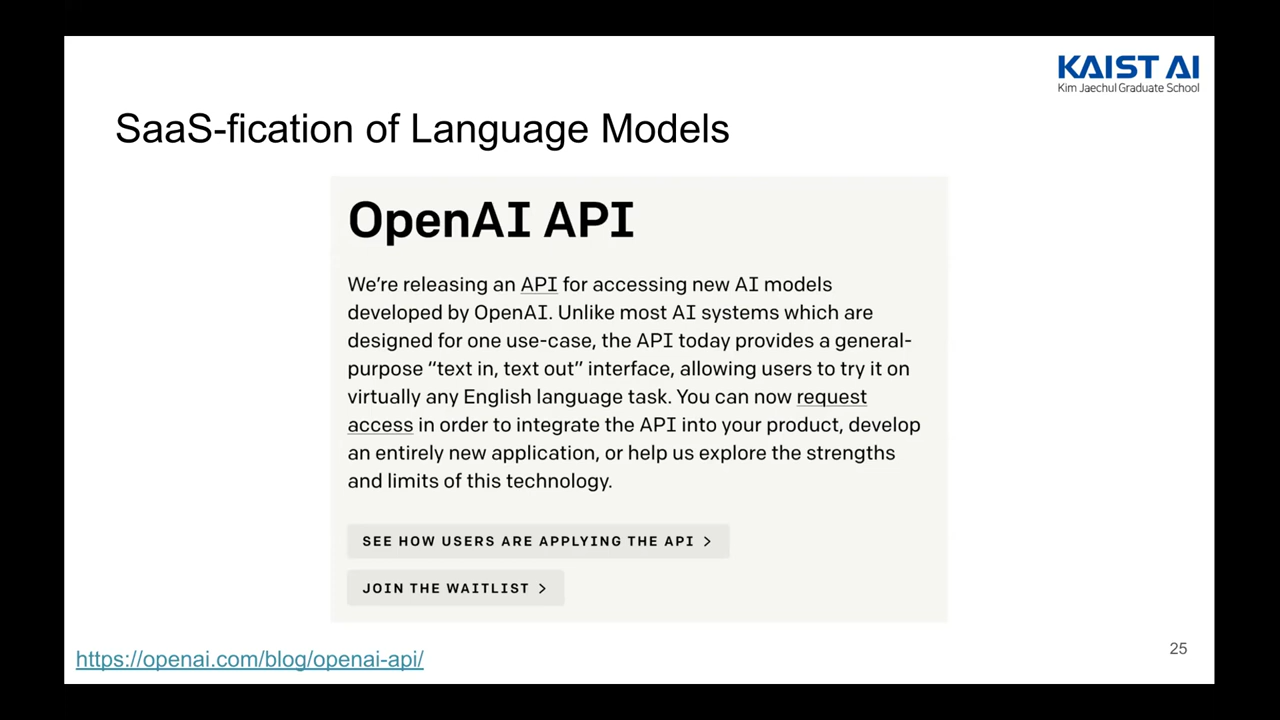 KAIST AI
Kim Jaechul Graduate School
SaaS-fication of Language Models
OpenAI API
We’re releasing an API for accessing new AI models
developed by OpenAI. Unlike most AI systems which are
designed for one use-case, the API today provides a general-
purpose “text in, text out” interface, allowing users to try it on
virtually any English language task. You can now request
access in order to integrate the API into your product, develop
an entirely new application, or help us explore the strengths
and limits of this technology.
SEE HOW USERS ARE APPLYING THE API >
JOIN THE WAITLIST >
https://openai.com/blog/openai-api/
25